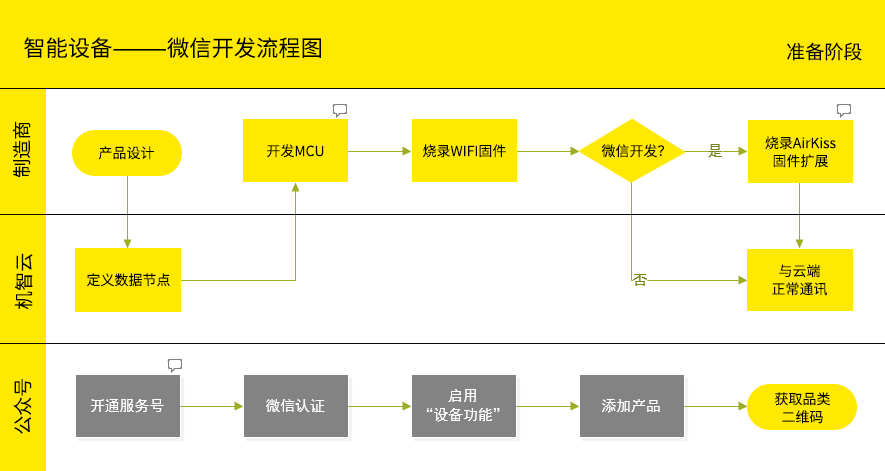 智能设备——微信开发流程图
准备阶段
制造商
产品设计
开发MCU
烧录WIFI固件
微信开发？
是
烧录AirKiss
固件扩展
机智云
定义数据节点
否
与云端
正常通讯
公众号
开通服务号
微信认证
启用
“设备功能”
添加产品
获取品类
二维码